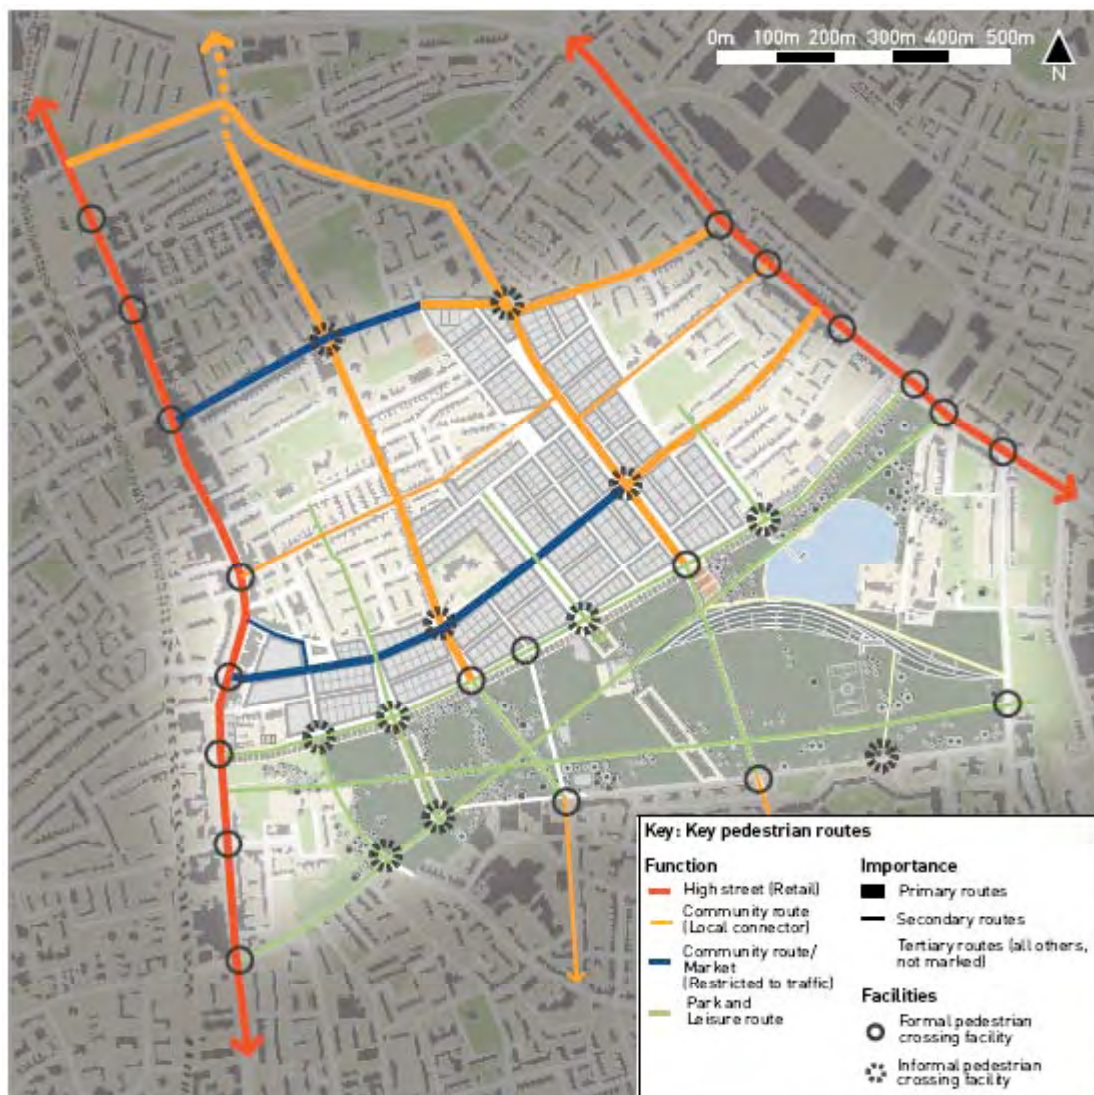 0m 100m 200m 300m 400m 500m
N
Key: Key pedestrian routes
Function
High street (Retail)
Community route
(Local connector)
Community route/
Market
(Restricted to traffic)
Park and
Leisure route
Importance
Primary routes
Secondary routes
Tertiary routes (all others,
not marked)
Facilities
Formal pedestrian
crossing facility
Informal pedestrian
crossing facility